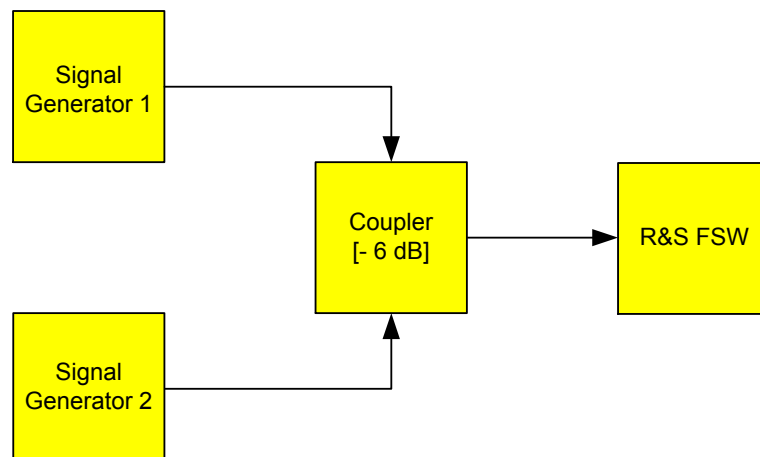 Signal
Generator 1
Coupler
[- 6 dB]
R&S FSW
Signal
Generator 2